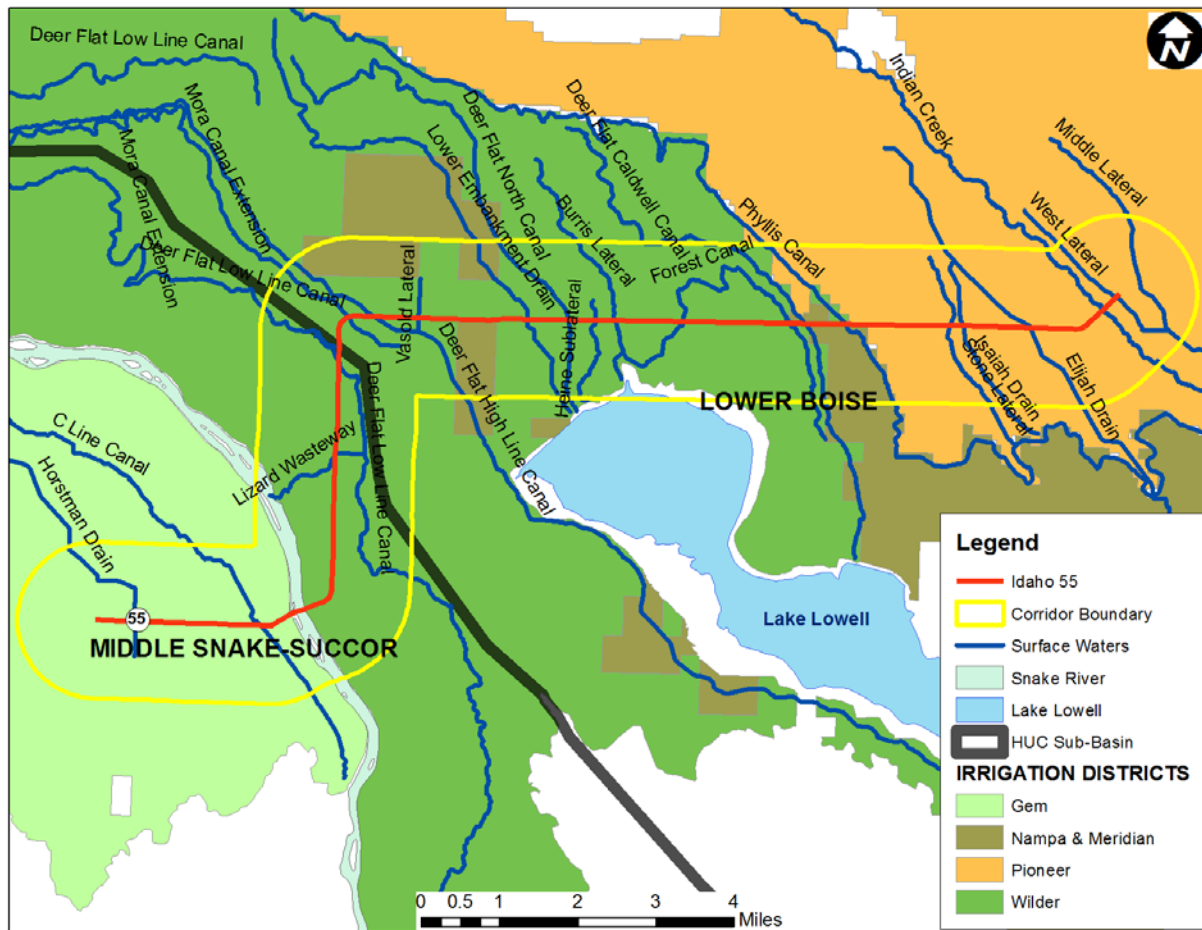 Deer Flat Low Line Canal
N
Indian Creek
Middle Lateral
Mora Canal Extension
Mora Canal Extension
Deer Flat North Canal
Deer Flat Caldwell Canal
Lower Embankment Drain
Burris Lateral
Phyllis Canal
West Lateral
Forest Canal
Deer Flat Low Line Canal
Vasold Lateral
Heine Sublateral
Deer Flat High Line Canal
Isaiah Drain
Stone Lateral
Elijah Drain
LOWER BOISE
Deer Flat Low Line Canal
Lizard Wasteway
C Line Canal
Horstman Drain
55
MIDDLE SNAKE-SUCCOR
Lake Lowell
Legend
Idaho 55
Corridor Boundary
Surface Waters
Snake River
Lake Lowell
HUC Sub-Basin
IRRIGATION DISTRICTS
Gem
Nampa & Meridian
Pioneer
Wilder
0 0.5 1 2 3 4
Miles